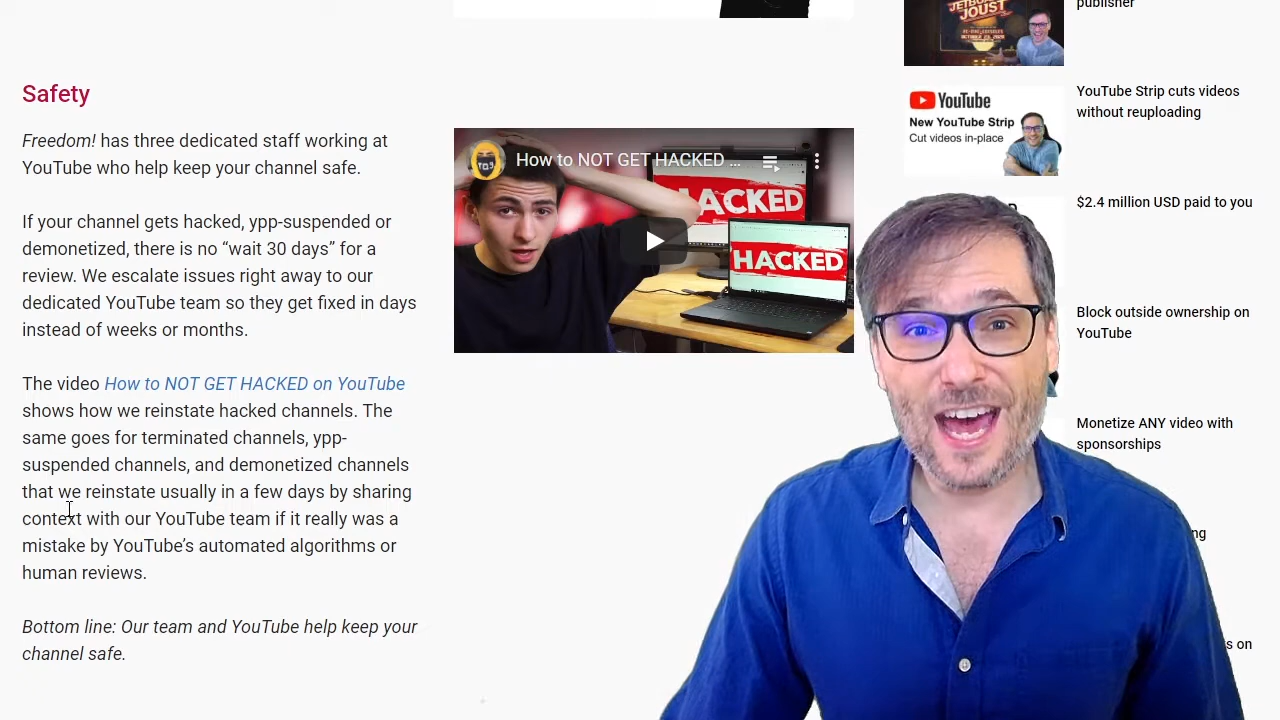 Safety
Freedom! has three dedicated staff working at
YouTube who help keep your channel safe.
If your channel gets hacked, ypp-suspended or
demonetized, there is no “wait 30 days” for a
review. We escalate issues right away to our
dedicated YouTube team so they get fixed in days
instead of weeks or months.
The video How to NOT GET HACKED on YouTube
shows how we reinstate hacked channels. The
same goes for terminated channels, ypp-
suspended channels, and demonetized channels
that we reinstate usually in a few days by sharing
context with our YouTube team if it really was a
mistake by YouTube’s automated algorithms or
human reviews.
Bottom line: Our team and YouTube help keep your
channel safe.
How to NOT GET HACKED ...
HACKED
HACKED
JOUST
publisher
YouTube
New YouTube Strip
Cut videos in-place
YouTube Strip cuts videos
without reuploading
$2.4 million USD paid to you
Block outside ownership on
YouTube
Monetize ANY video with
sponsorships
ng
s on